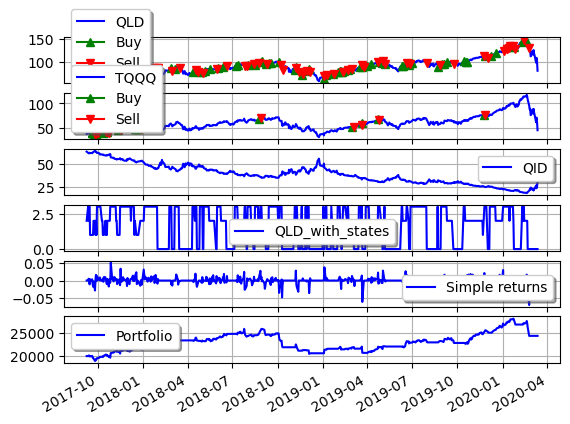 QLD
Buy
Sell
150
100
TQQQ
Buy
Sell
100
50
QID
50
25
QLD_with_states
2.5
0.0
Simple returns
0.05
0.00
−0.05
Portfolio
25000
20000
2017-10 2018-01 2018-04 2018-07 2018-10 2019-01 2019-04 2019-07 2019-10 2020-01 2020-04